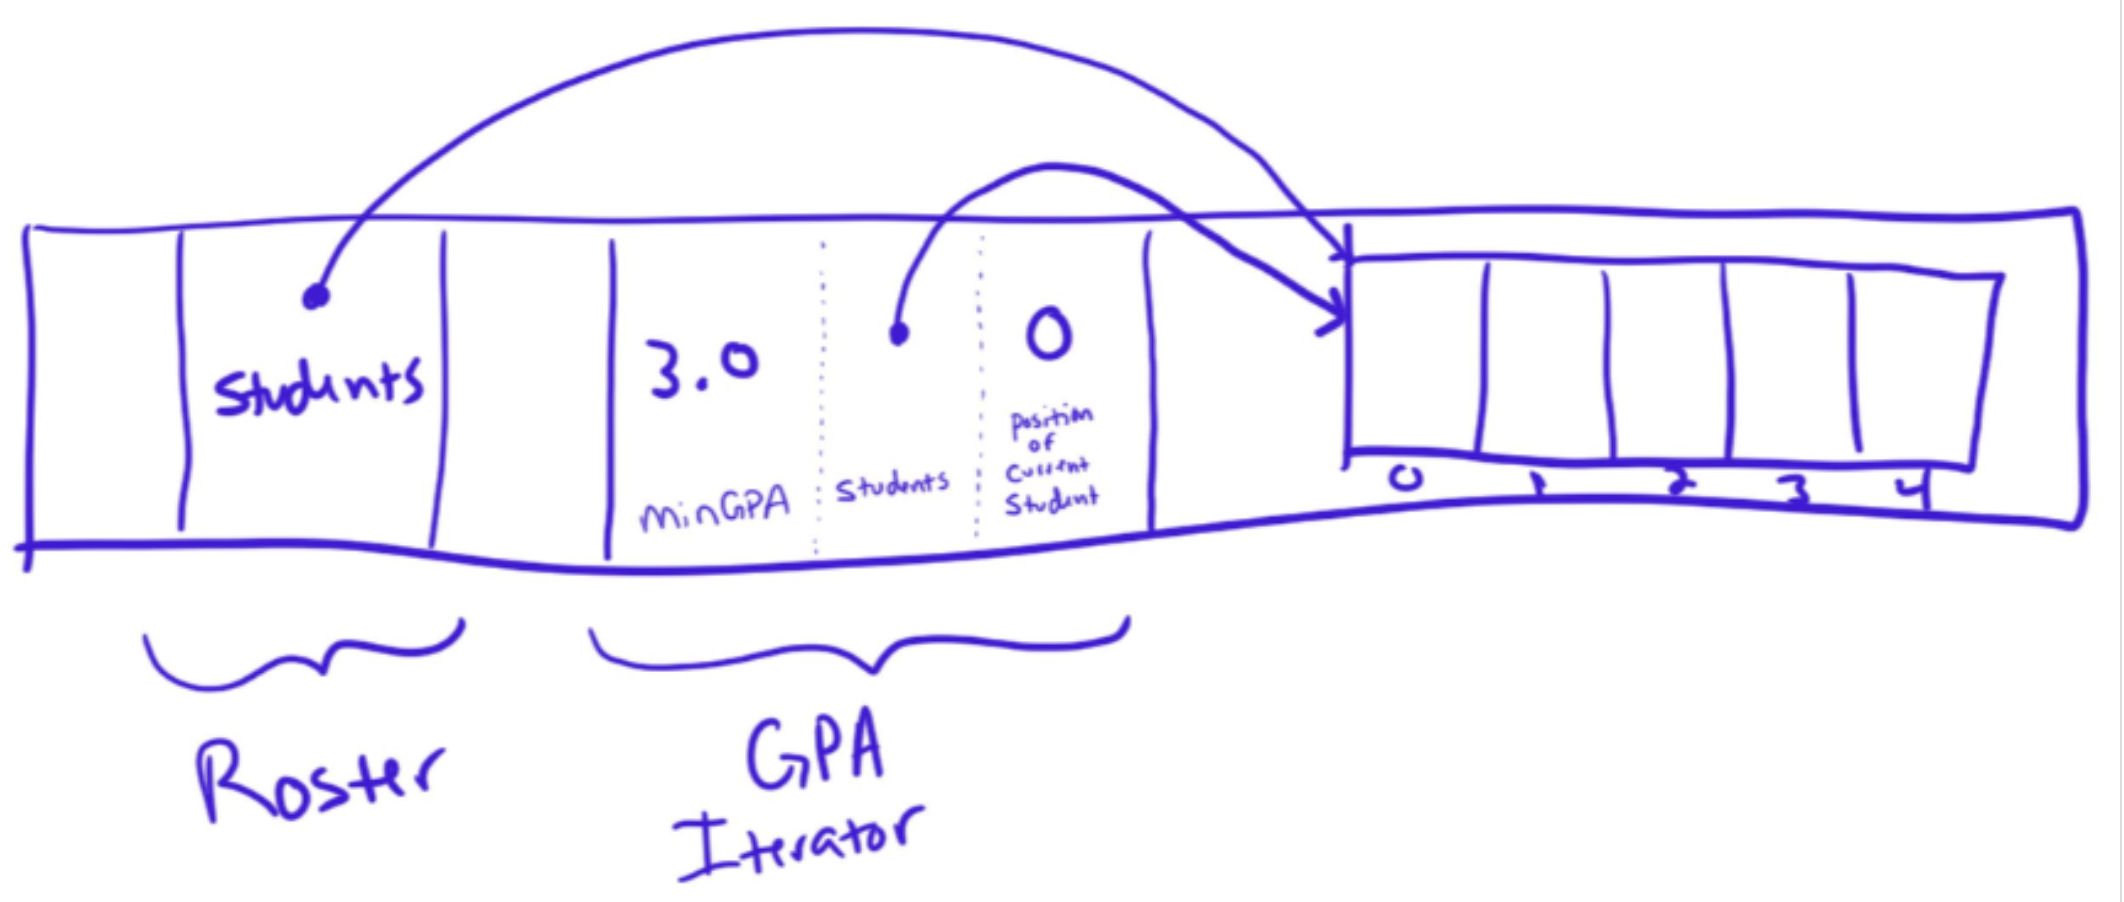 students
3.0
minGPA
students
0
position
of
current
student
0 1 2 3 4
Roster
GPA
Iterator